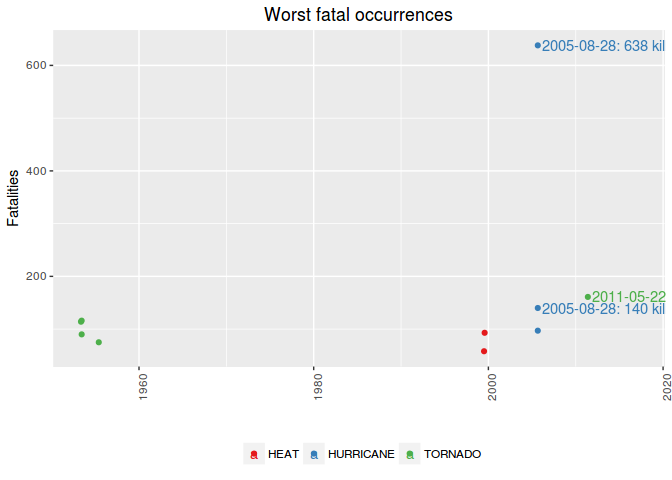 Worst fatal occurrences
2005-08-28: 638 kil
600
400
200
Fatalities
2011-05-22
2005-08-28: 140 kil
1960
1980
2000
2020
HEAT HURRICANE TORNADO